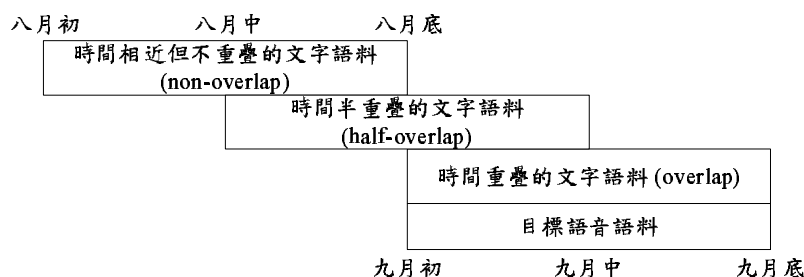 八月初 八月中 八月底
時間相近但不重疊的文字語料
(non-overlap)
時間半重疊的文字語料
(half-overlap)
時間重疊的文字語料 (overlap)
目標語音語料
九月初 九月中 九月底